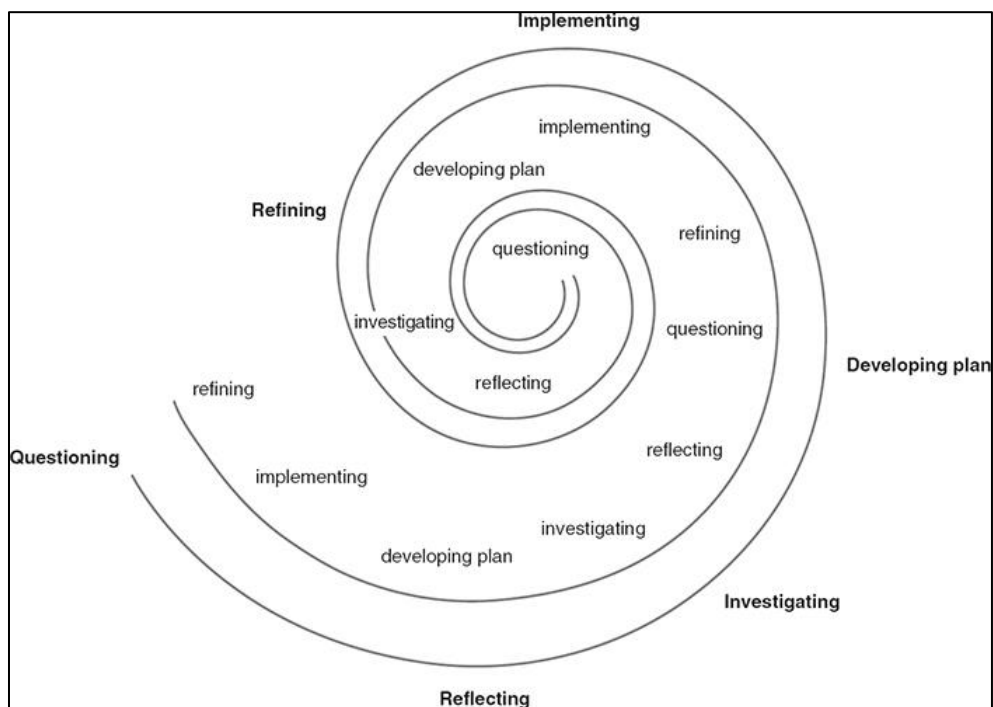 Implementing
implementing
developing plan
Refining
refining
questioning
investigating
questioning
Developing plan
reflecting
refining
Questioning
reflecting
implementing
investigating
developing plan
Investigating
Reflecting